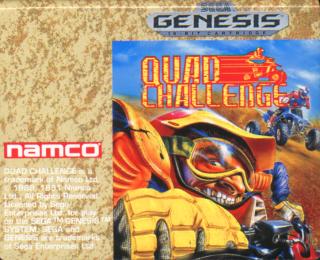 SEGA
GENESIS
16-BIT CARTRIDGE
QUAD
CHALLENGE
namco
QUAD CHALLENGE is a
trademark of Namco Ltd.
© 1988, 1991 Namco
Ltd., All Rights Reserved.
Licensed by Sega
Enterprises Ltd. for play
on the SEGA™ GENESIS™
SYSTEM. SEGA and
GENESIS are trademarks
of Sega Enterprises Ltd.